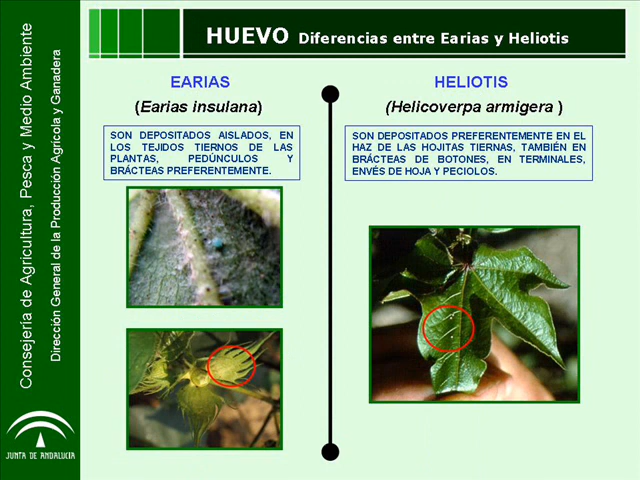 HUEVO Diferencias entre Earias y Heliotis
EARIAS
(Earias insulana)
SON DEPOSITADOS AISLADOS, EN
LOS TEJIDOS TIERNOS DE LAS
PLANTAS, PEDÚNCULOS Y
BRÁCTEAS PREFERENTEMENTE.
HELIOTIS
(Helicoverpa armigera )
SON DEPOSITADOS PREFERENTEMENTE EN EL
HAZ DE LAS HOJITAS TIERNAS, TAMBIÉN EN
BRÁCTEAS DE BOTONES, EN TERMINALES,
ENVÉS DE HOJA Y PECIOLOS.
Consejería de Agricultura, Pesca y Medio Ambiente
Dirección General de la Producción Agrícola y Ganadera
JUNTA DE ANDALUCIA